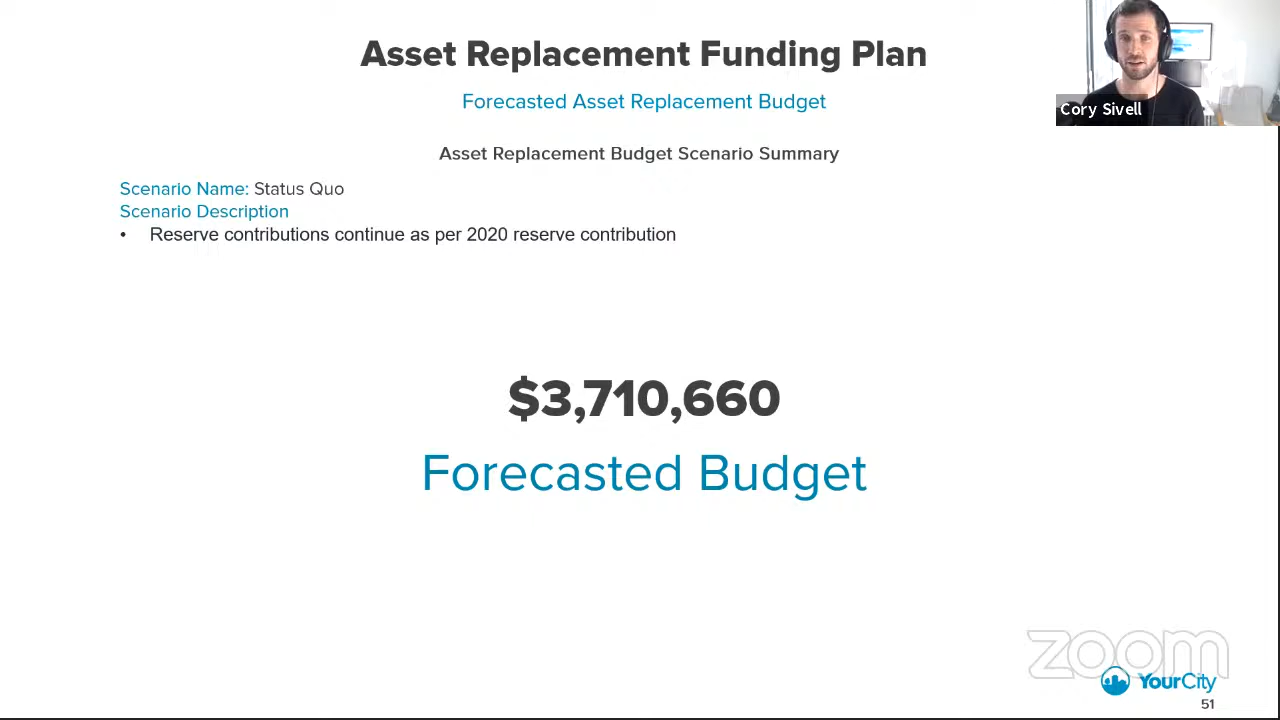 Asset Replacement Funding Plan
Forecasted Asset Replacement Budget
Cory Sivell
Asset Replacement Budget Scenario Summary
Scenario Name: Status Quo
Scenario Description
• Reserve contributions continue as per 2020 reserve contribution
$3,710,660
Forecasted Budget
zoom
YourCity
51